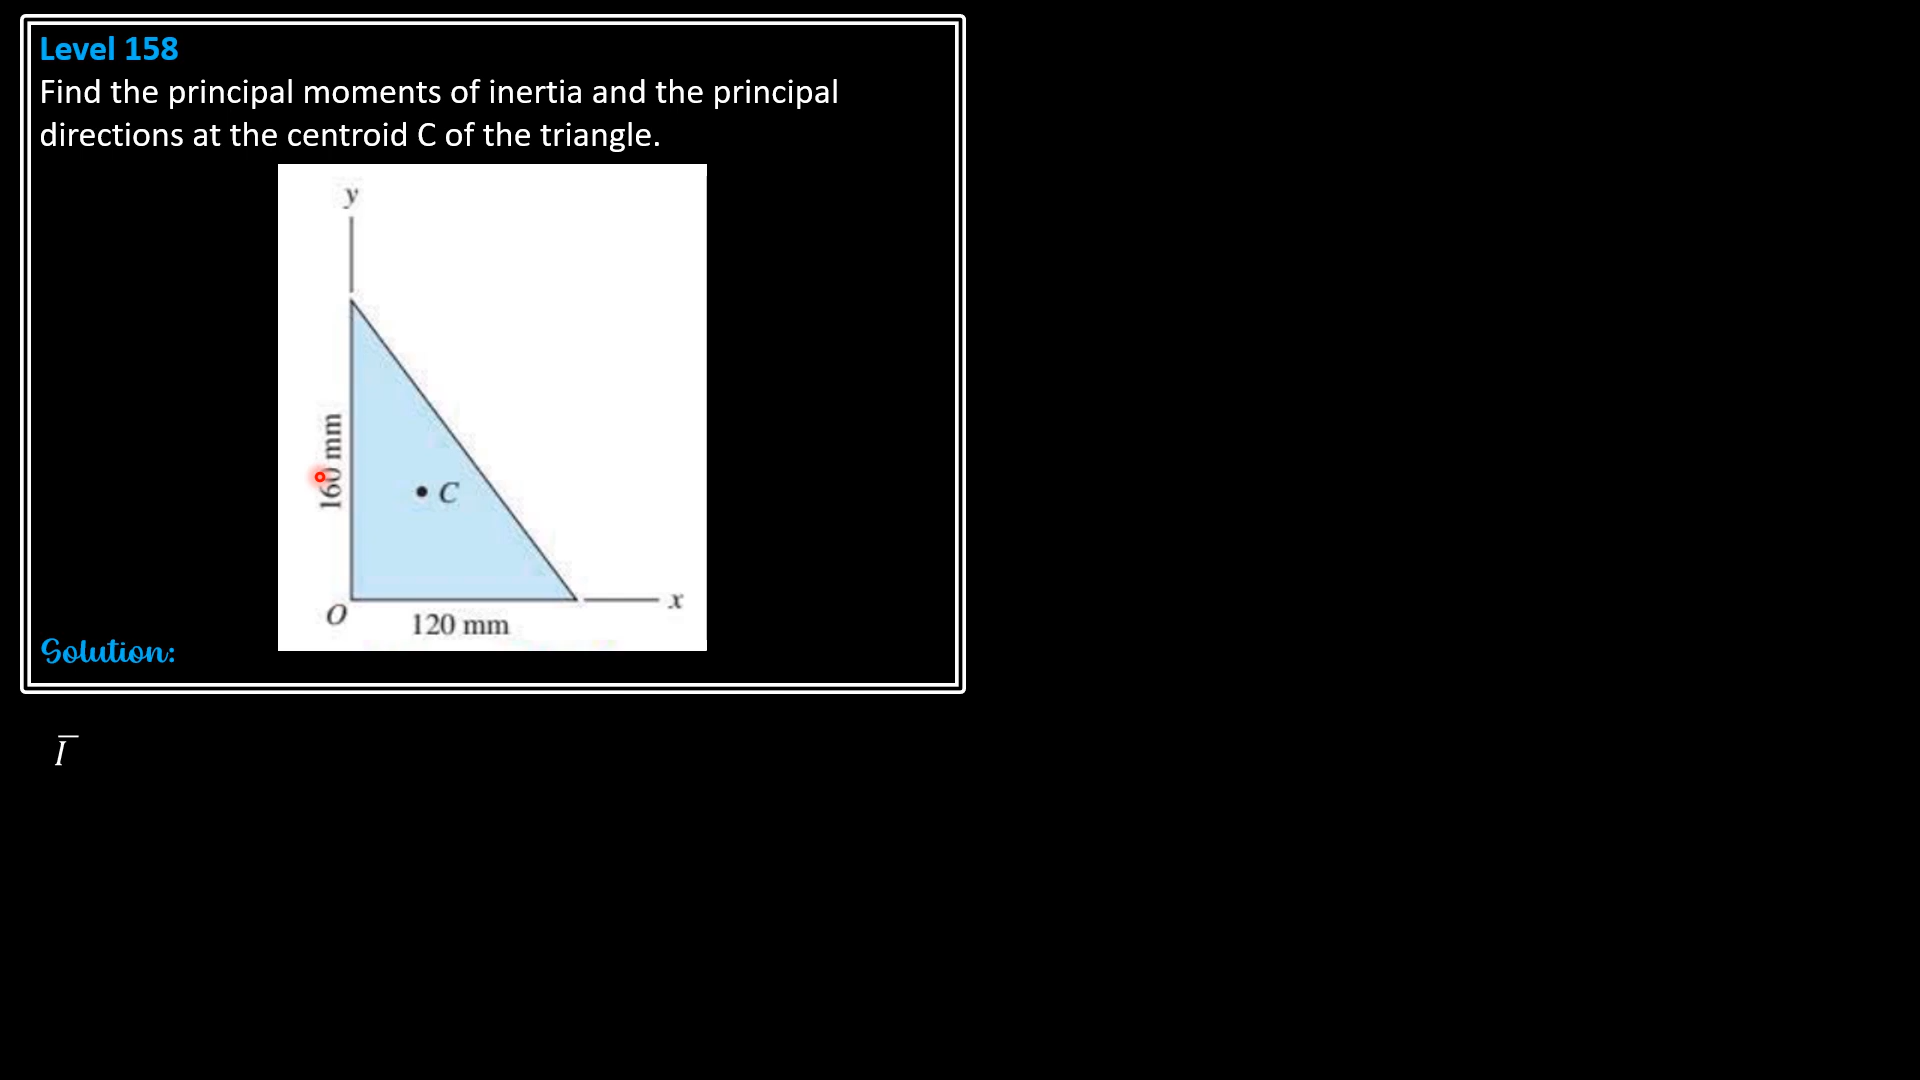 Level 158
Find the principal moments of inertia and the principal
directions at the centroid C of the triangle.
y
160 mm
C
O
x
120 mm
Solution:
I̅